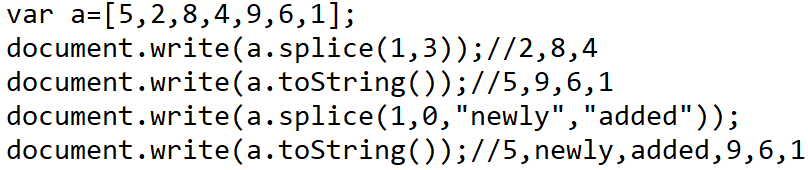 var a=[5,2,8,4,9,6,1];
document.write(a.splice(1,3));//2,8,4
document.write(a.toString());//5,9,6,1
document.write(a.splice(1,0,"newly","added"));
document.write(a.toString());//5,newly,added,9,6,1